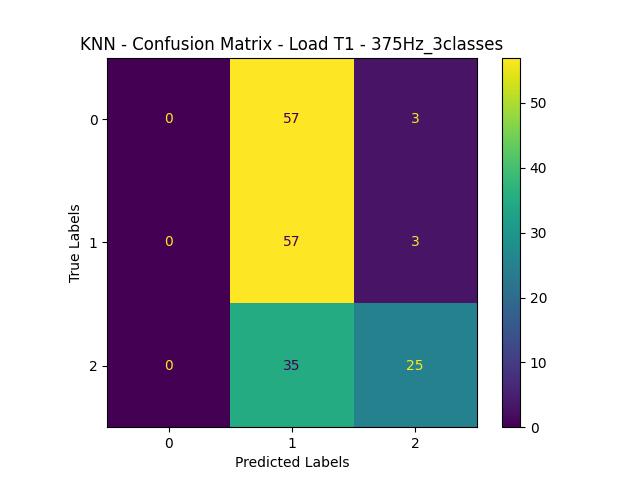 KNN - Confusion Matrix - Load T1 - 375Hz_3classes
True Labels
0 0 57 3
1 0 57 3
2 0 35 25
0 1 2
Predicted Labels
50
40
30
20
10
0